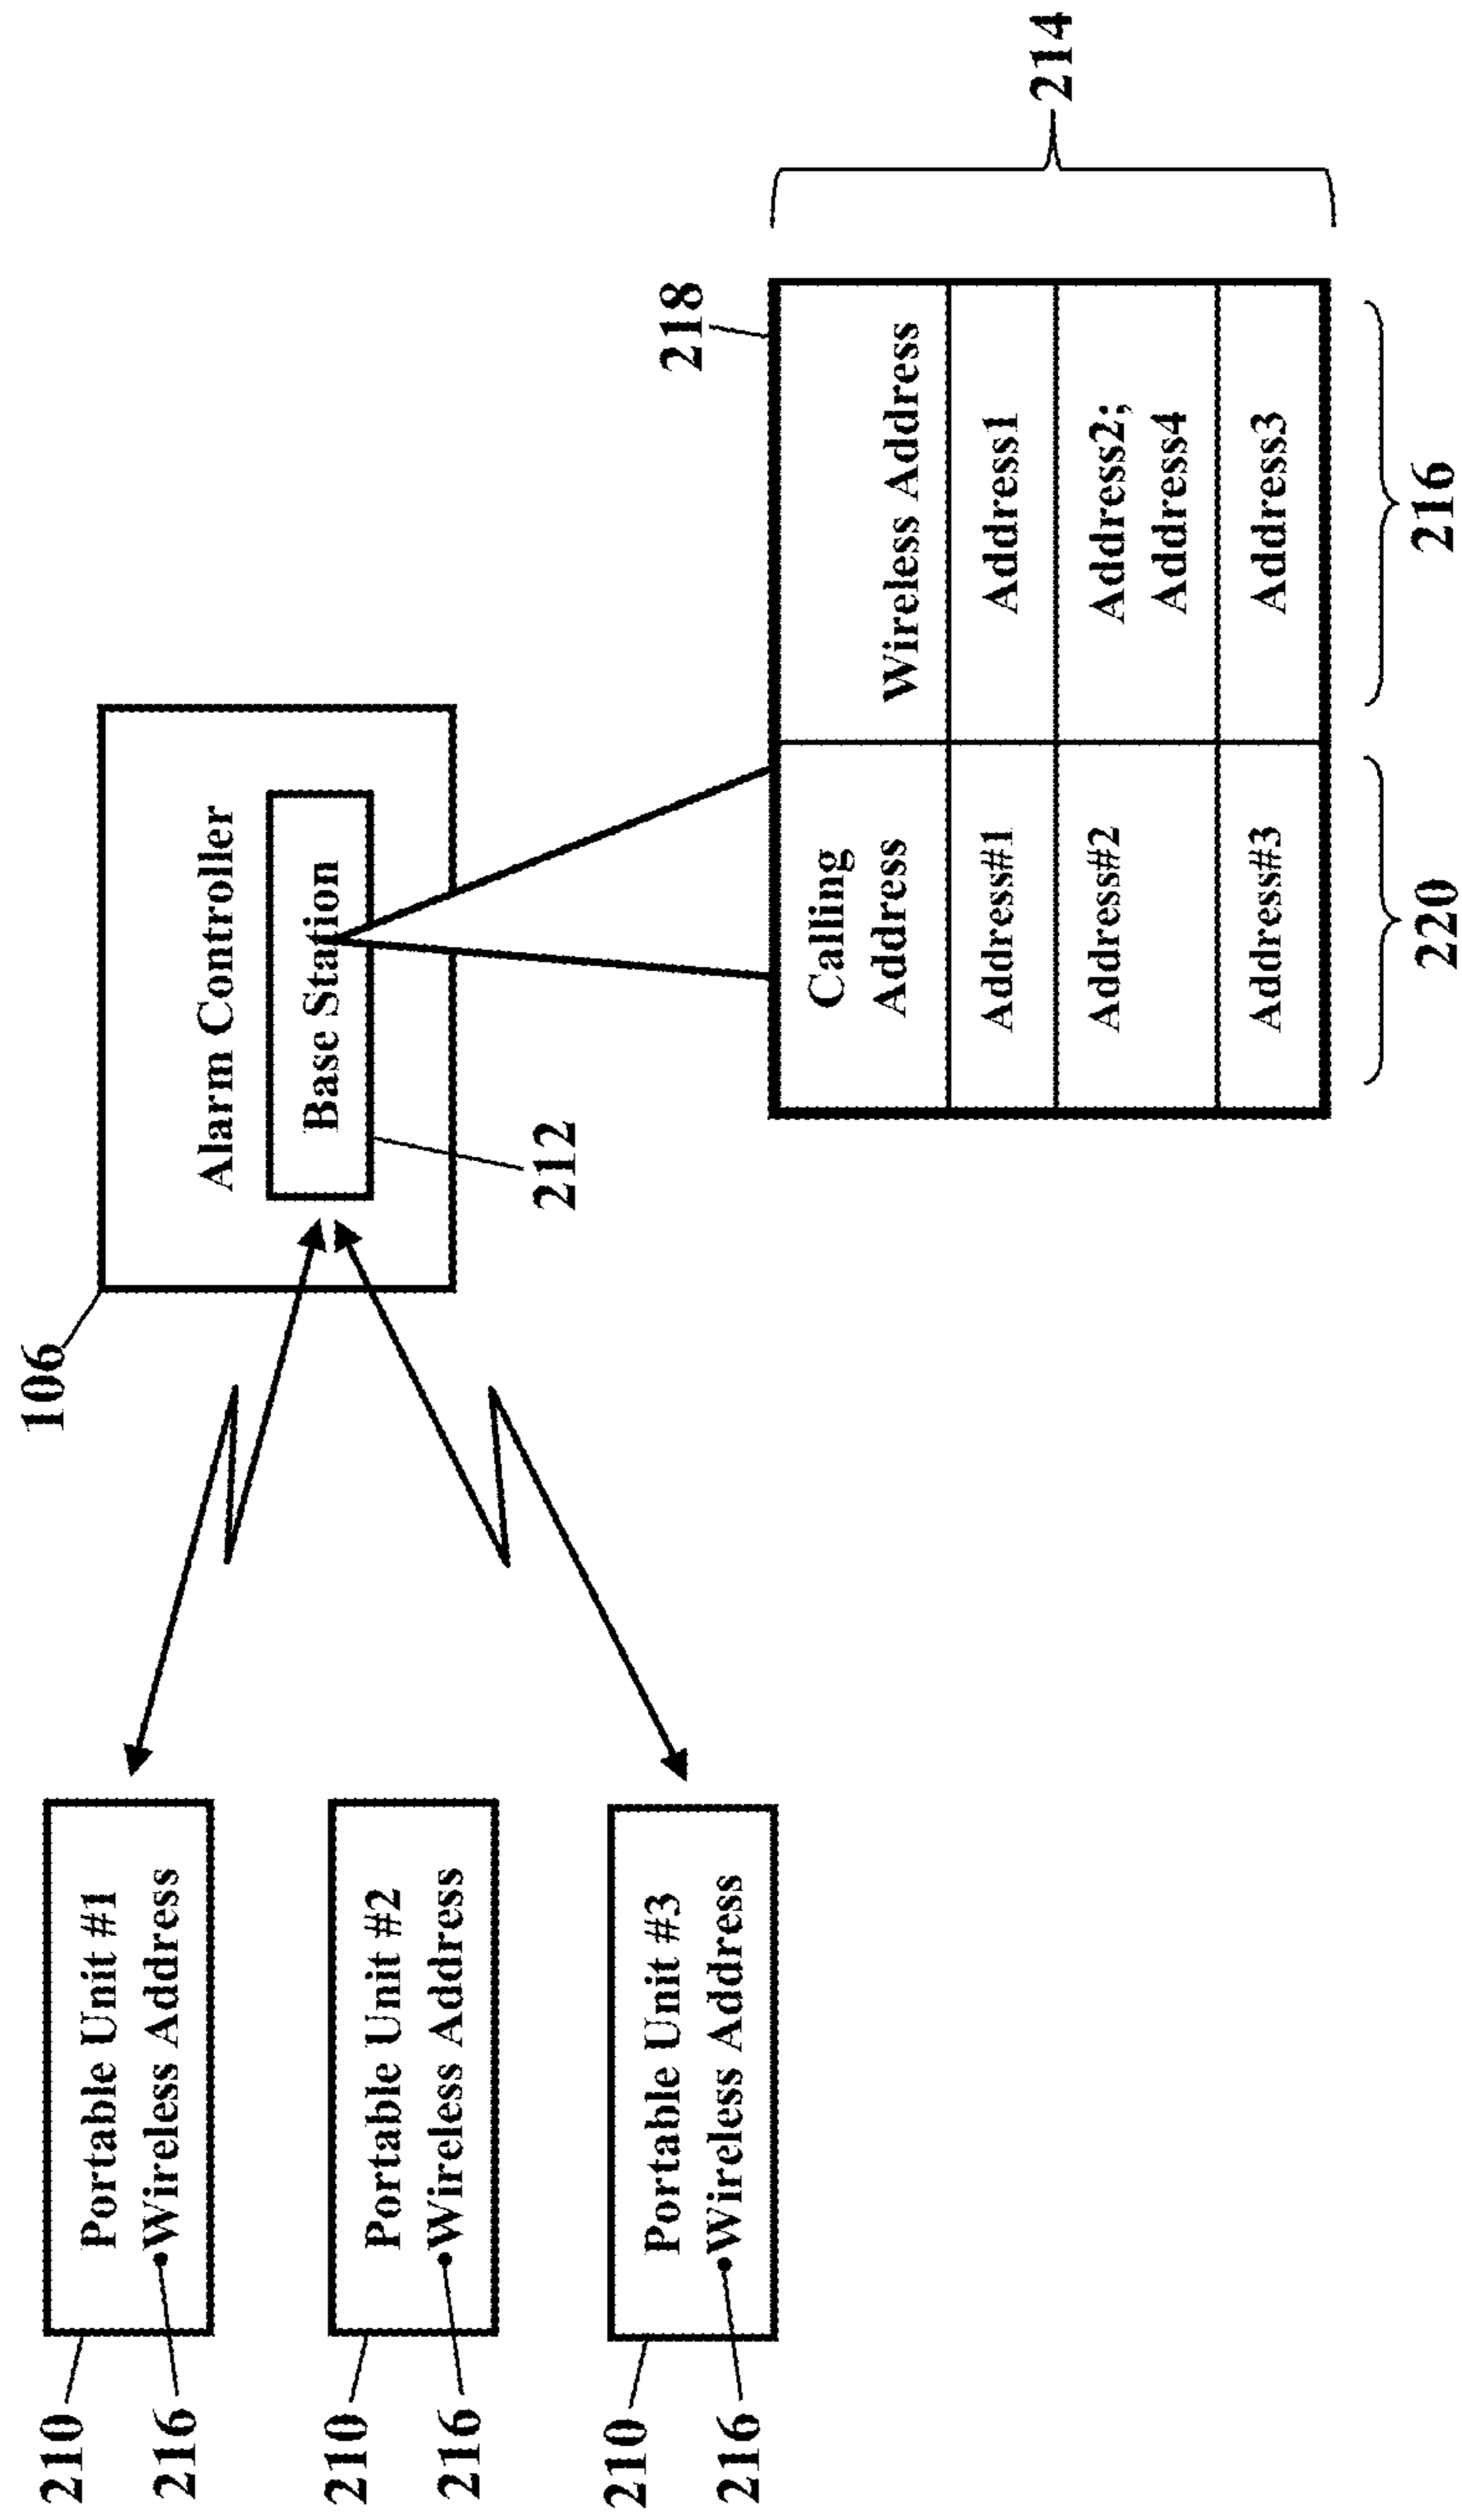 210
Portable Unit #1
216
Wireless Address
210
Portable Unit #2
216
Wireless Address
210
Portable Unit #3
216
Wireless Address
106
Alarm Controller
Base Station
212
218
Calling
Address
Wireless Address
Address#1
Address1
Address#2
Address2;
Address4
Address#3
Address3
220
216
214